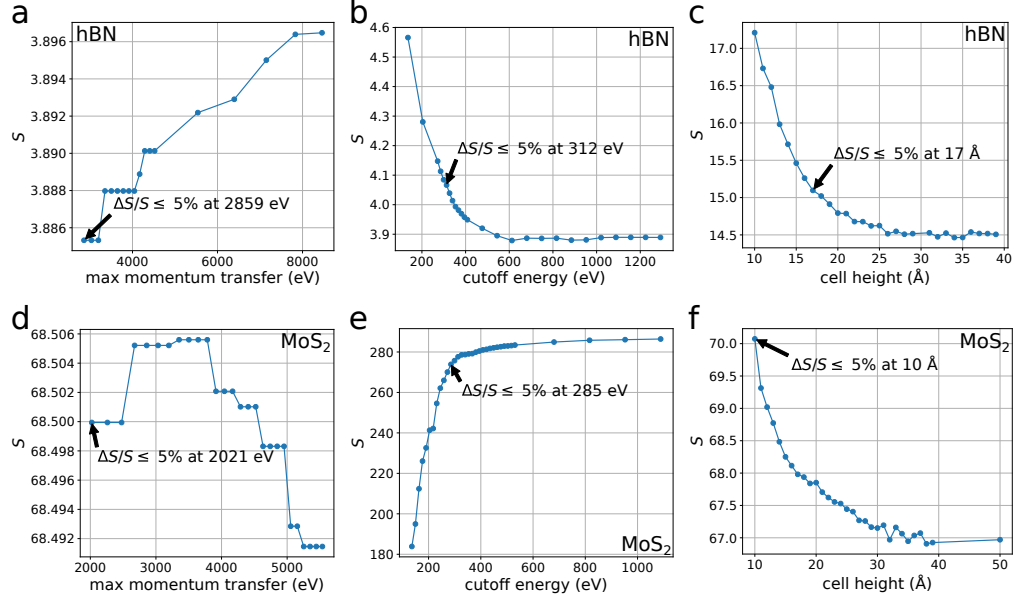 a
hBN
3.896
3.894
3.892
3.890
3.888
3.886
S
ΔS/S ≤ 5% at 2859 eV
4000
6000
8000
max momentum transfer (eV)
b
hBN
4.6
4.5
4.4
4.3
4.2
4.1
4.0
3.9
S
ΔS/S ≤ 5% at 312 eV
200
400
600
800
1000
1200
cutoff energy (eV)
c
hBN
17.0
16.5
16.0
15.5
15.0
14.5
S
ΔS/S ≤ 5% at 17 Å
10
15
20
25
30
35
40
cell height (Å)
d
MoS₂
68.506
68.504
68.502
68.500
68.498
68.496
68.494
68.492
S
ΔS/S ≤ 5% at 2021 eV
2000
3000
4000
5000
max momentum transfer (eV)
e
280
260
240
220
200
180
S
ΔS/S ≤ 5% at 285 eV
MoS₂
200
400
600
800
1000
cutoff energy (eV)
f
MoS₂
70.0
69.5
69.0
68.5
68.0
67.5
67.0
S
ΔS/S ≤ 5% at 10 Å
10
20
30
40
50
cell height (Å)